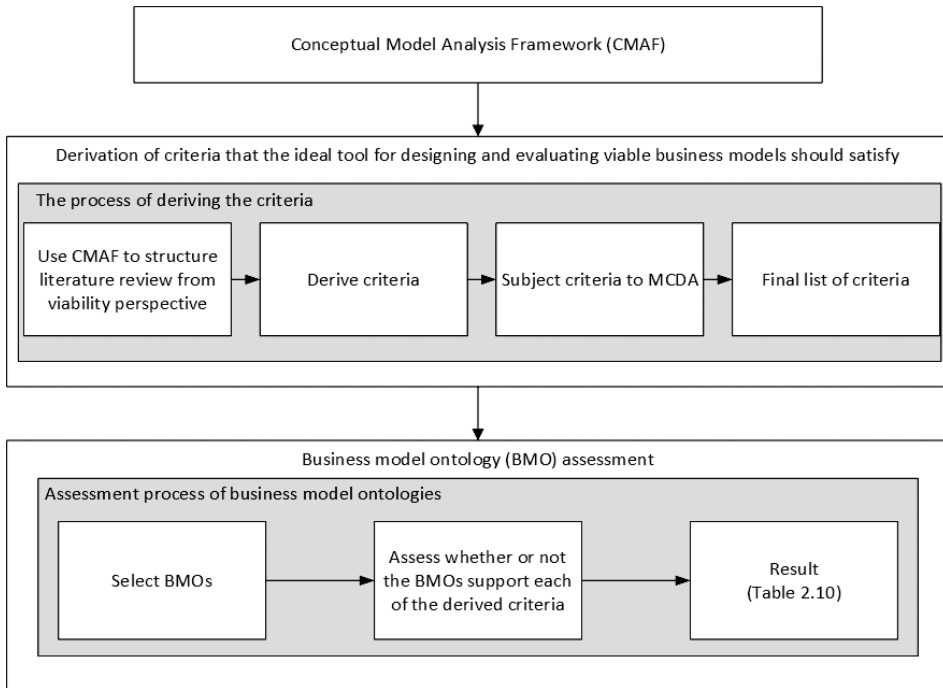 Conceptual Model Analysis Framework (CMAF)
Derivation of criteria that the ideal tool for designing and evaluating viable business models should satisfy
The process of deriving the criteria
Use CMAF to structure
literature review from
viability perspective
Derive criteria
Subject criteria to MCDA
Final list of criteria
Business model ontology (BMO) assessment
Assessment process of business model ontologies
Select BMOs
Assess whether or not
the BMOs support each
of the derived criteria
Result
(Table 2.10)